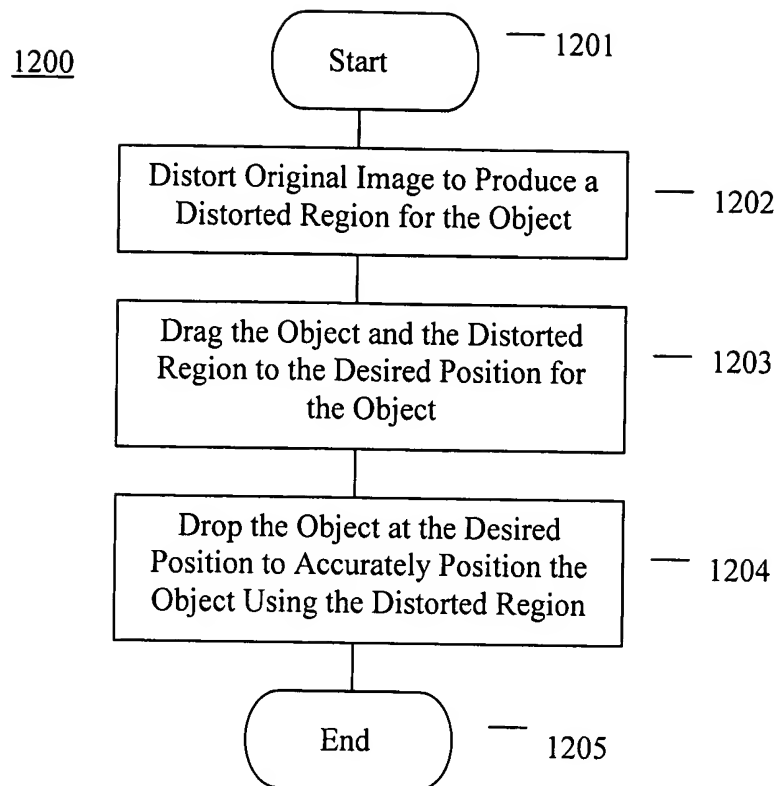 1200
Start
1201
Distort Original Image to Produce a
Distorted Region for the Object
1202
Drag the Object and the Distorted
Region to the Desired Position for
the Object
1203
Drop the Object at the Desired
Position to Accurately Position the
Object Using the Distorted Region
1204
End
1205